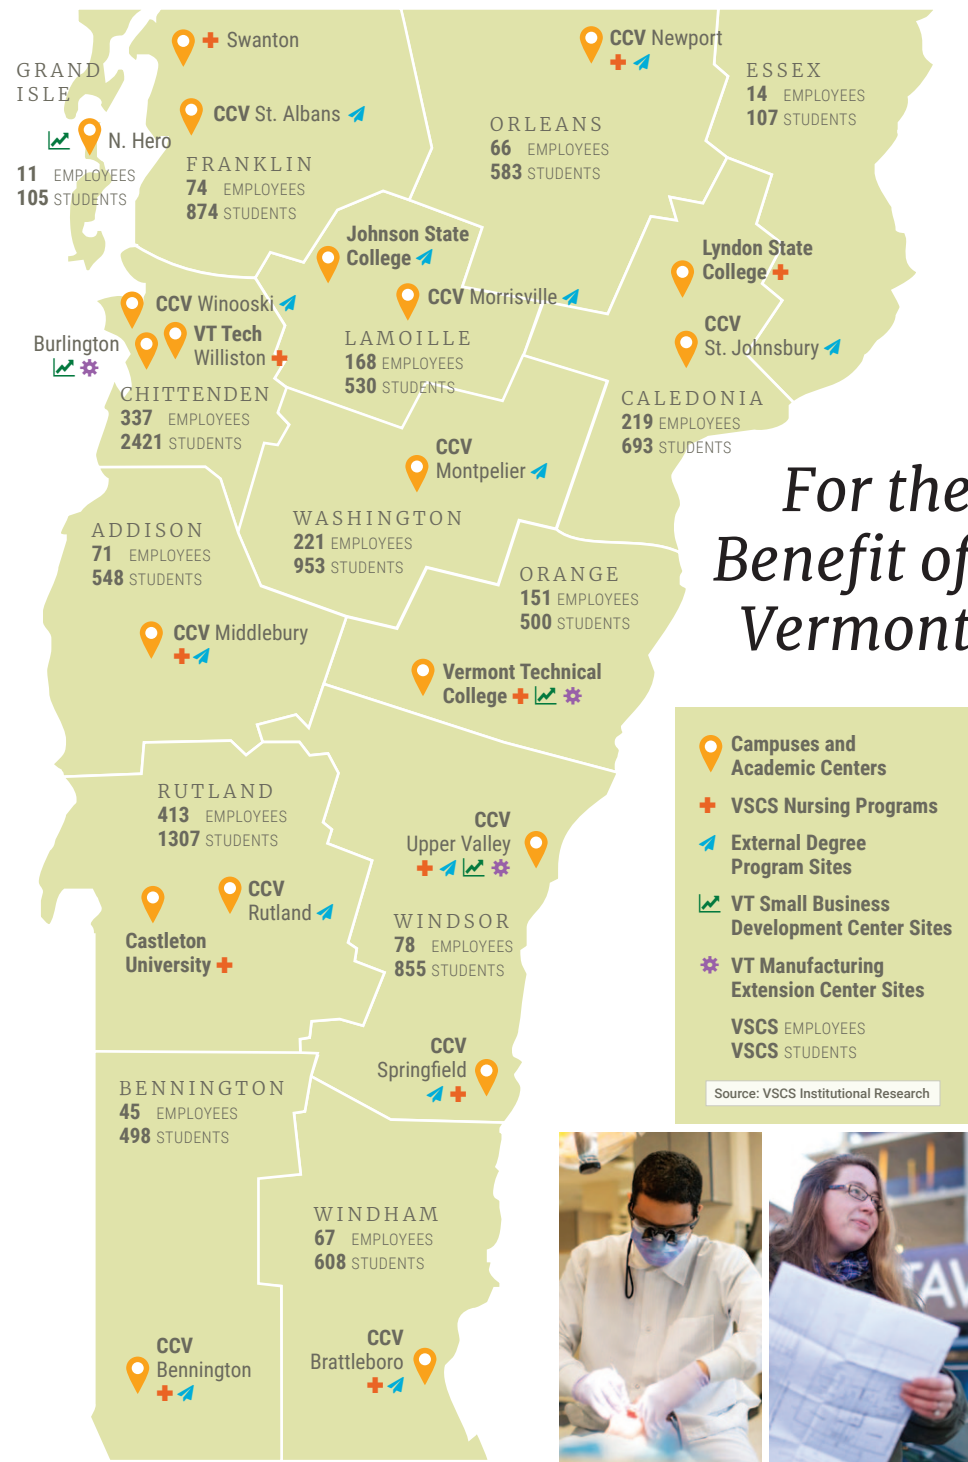 Swanton
CCV Newport
GRAND
ISLE
ESSEX
14 EMPLOYEES
107 STUDENTS
CCV St. Albans
ORLEANS
66 EMPLOYEES
583 STUDENTS
N. Hero
11 EMPLOYEES
105 STUDENTS
FRANKLIN
74 EMPLOYEES
874 STUDENTS
Johnson State
College
Lyndon State
College
CCV Winooski
CCV Morrisville
Burlington
VT Tech
Williston
CCV
St. Johnsbury
LAMOILLE
168 EMPLOYEES
530 STUDENTS
CHITTENDEN
337 EMPLOYEES
2421 STUDENTS
CALEDONIA
219 EMPLOYEES
693 STUDENTS
CCV
Montpelier
For the
Benefit of
Vermont
ADDISON
71 EMPLOYEES
548 STUDENTS
WASHINGTON
221 EMPLOYEES
953 STUDENTS
ORANGE
151 EMPLOYEES
500 STUDENTS
CCV Middlebury
Vermont Technical
College
RUTLAND
413 EMPLOYEES
1307 STUDENTS
CCV
Upper Valley
CCV
Rutland
Castleton
University
WINDSOR
78 EMPLOYEES
855 STUDENTS
CCV
Springfield
BENNINGTON
45 EMPLOYEES
498 STUDENTS
WINDHAM
67 EMPLOYEES
608 STUDENTS
CCV
Bennington
CCV
Brattleboro
Campuses and
Academic Centers
VSCS Nursing Programs
External Degree
Program Sites
VT Small Business
Development Center Sites
VT Manufacturing
Extension Center Sites
VSCS EMPLOYEES
VSCS STUDENTS
Source: VSCS Institutional Research